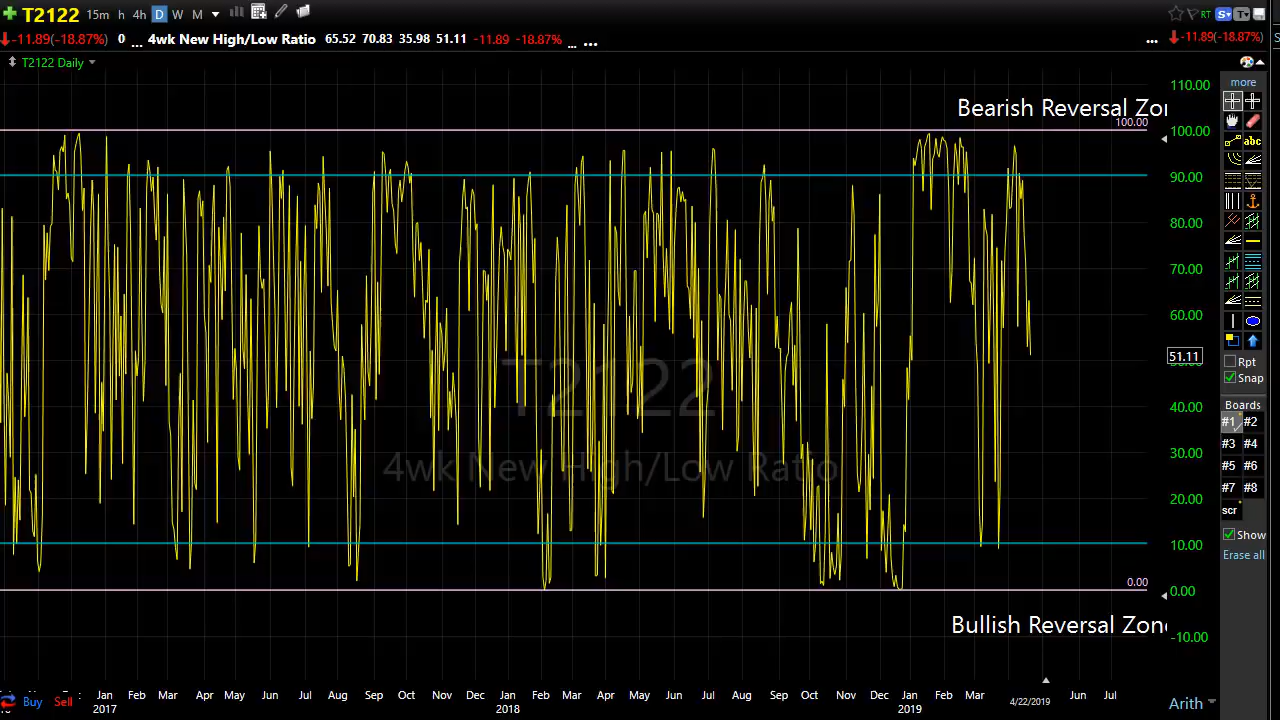 T2122 15m h 4h D W M RT S T
-11.89(-18.87%) 0 ... 4wk New High/Low Ratio 65.52 70.83 35.98 51.11 -11.89 -18.87% ... ... ... -11.89(-18.87%)
T2122 Daily
more
110.00
Bearish Reversal Zon
100.00
100.00
abc
90.00
80.00
70.00
60.00
51.11
T2122
Rpt
Snap
40.00
Boards
#1 #2
#3 #4
4wk New High/Low Ratio
30.00
#5 #6
#7 #8
20.00
scr
10.00
Show
Erase all
0.00
0.00
Bullish Reversal Zone
-10.00
Jan Feb Mar Apr May Jun Jul Aug Sep Oct Nov Dec Jan Feb Mar Apr May Jun Jul Aug Sep Oct Nov Dec Jan Feb Mar Jun Jul
Buy Sell
2017 2018 2019 4/22/2019
Arith